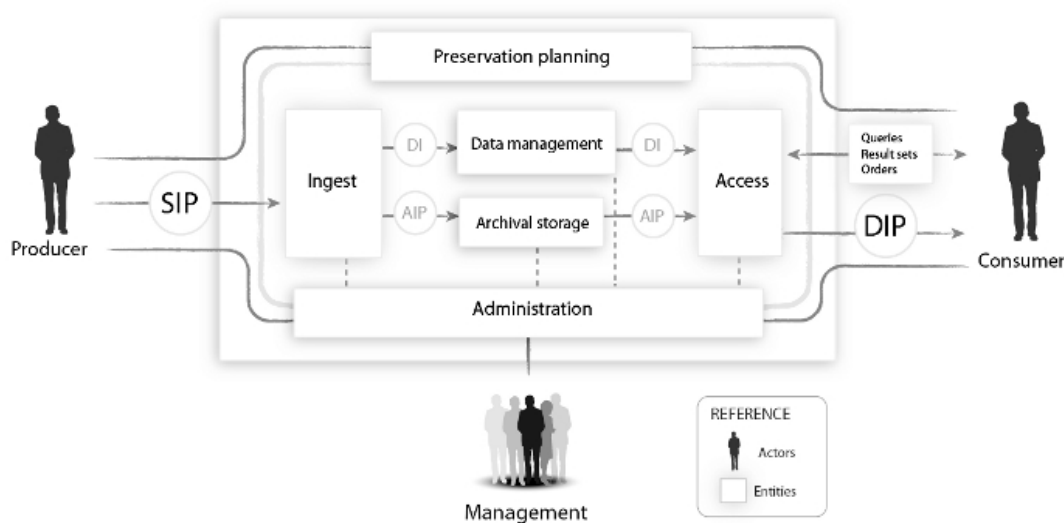 Preservation planning
Producer
SIP
Ingest
DI
AIP
Data management
Archival storage
DI
AIP
Access
Queries
Result sets
Orders
DIP
Consumer
Administration
Management
REFERENCE
Actors
Entities